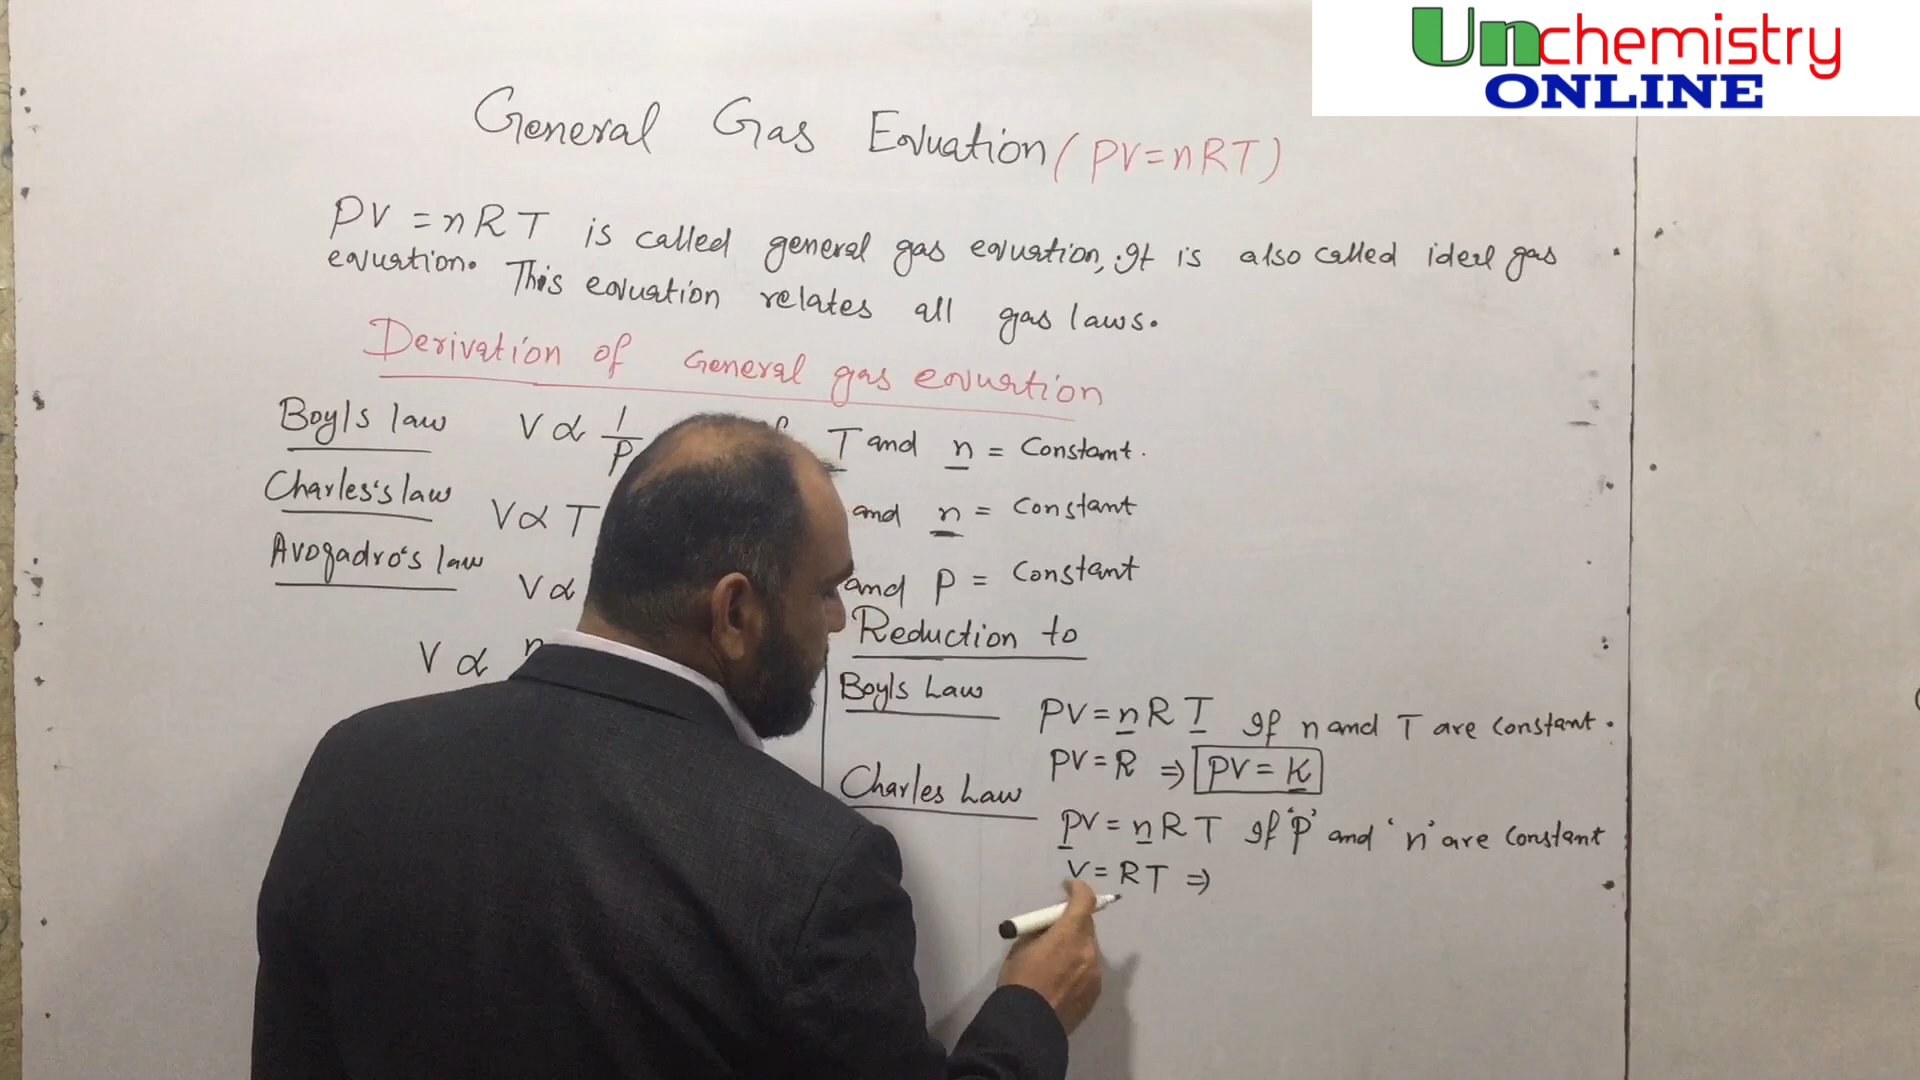 Unchemistry
ONLINE
General Gas Equation (PV=nRT)
PV = nRT is called general gas equation, It is also called ideal gas
equation. This equation relates all gas laws.
Derivation of General gas equation
Boyls law V ∝ 1/P T and n = Constant.
Charles's law V ∝ T and n = Constant
Avogadro's law V ∝ and P = Constant
V ∝ n
Reduction to
Boyls Law PV = nRT If n and T are constant.
PV = R ⇒ PV = K
Charles Law PV = nRT If 'P' and 'n' are constant
V = RT ⇒